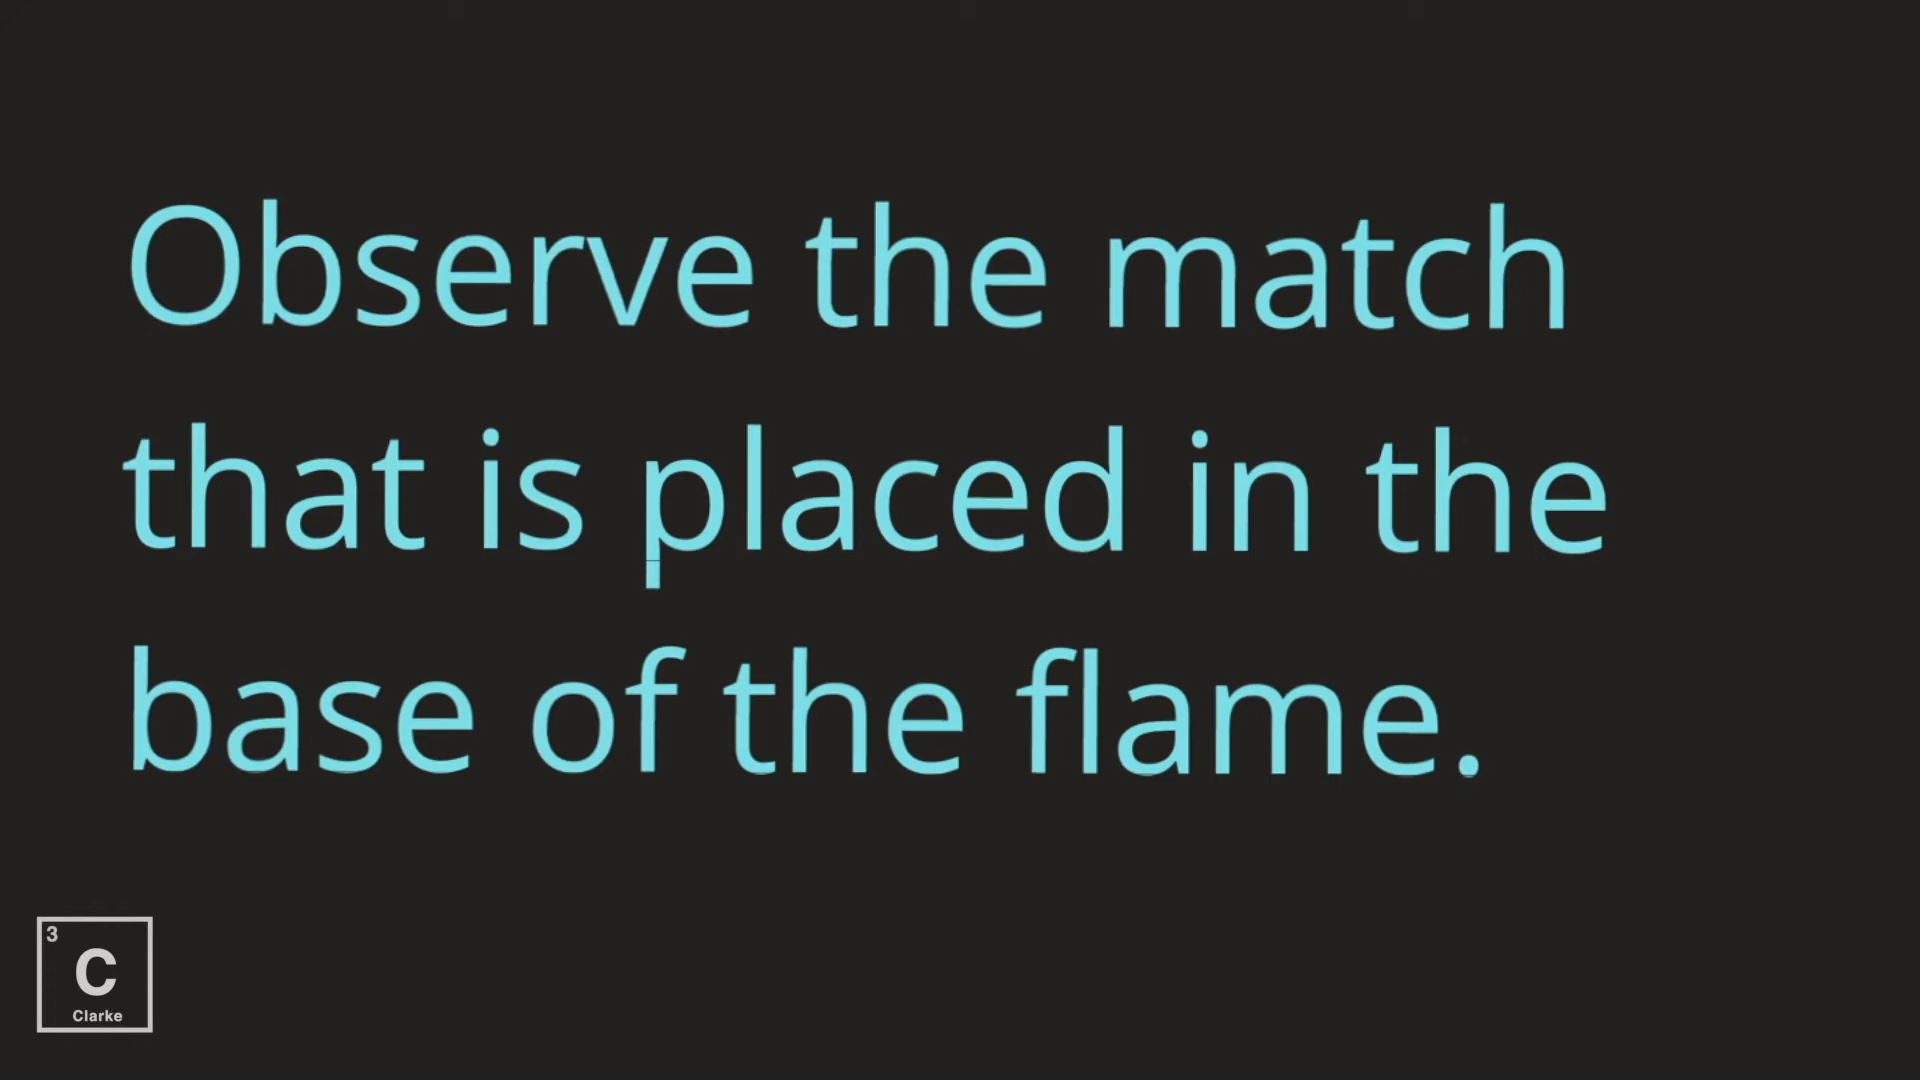 Observe the match
that is placed in the
base of the flame.
3
C
Clarke